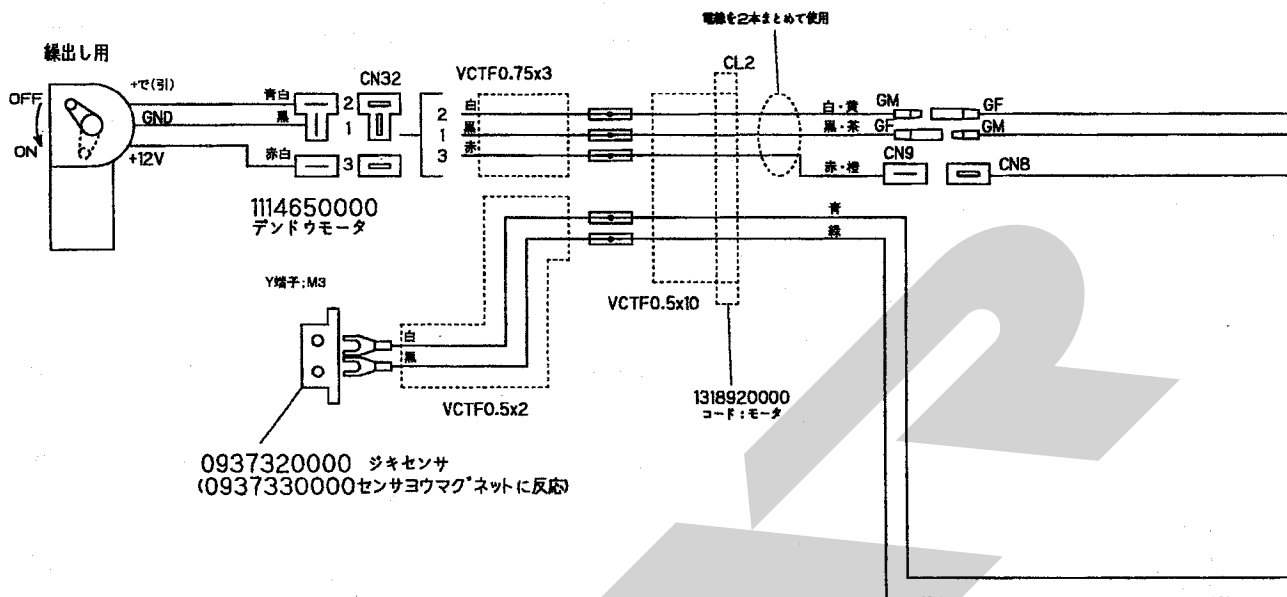 電線を2本まとめて使用
繰出し用
OFF
ON
+で(引)
GND
+12V
青白
黒
赤白
2
1
3
CN32
VCTF0.75x3
2
1
3
白
黒
赤
CL2
白・黄
黒・茶
赤・橙
GM
GF
GF
GM
CN9
CN8
1114650000
デンドウモータ
青
緑
Y端子;M3
VCTF0.5x10
白
黒
VCTF0.5x2
1318920000
コード:モータ
0937320000 ジキセンサ
(0937330000センサヨウマグネットに反応)